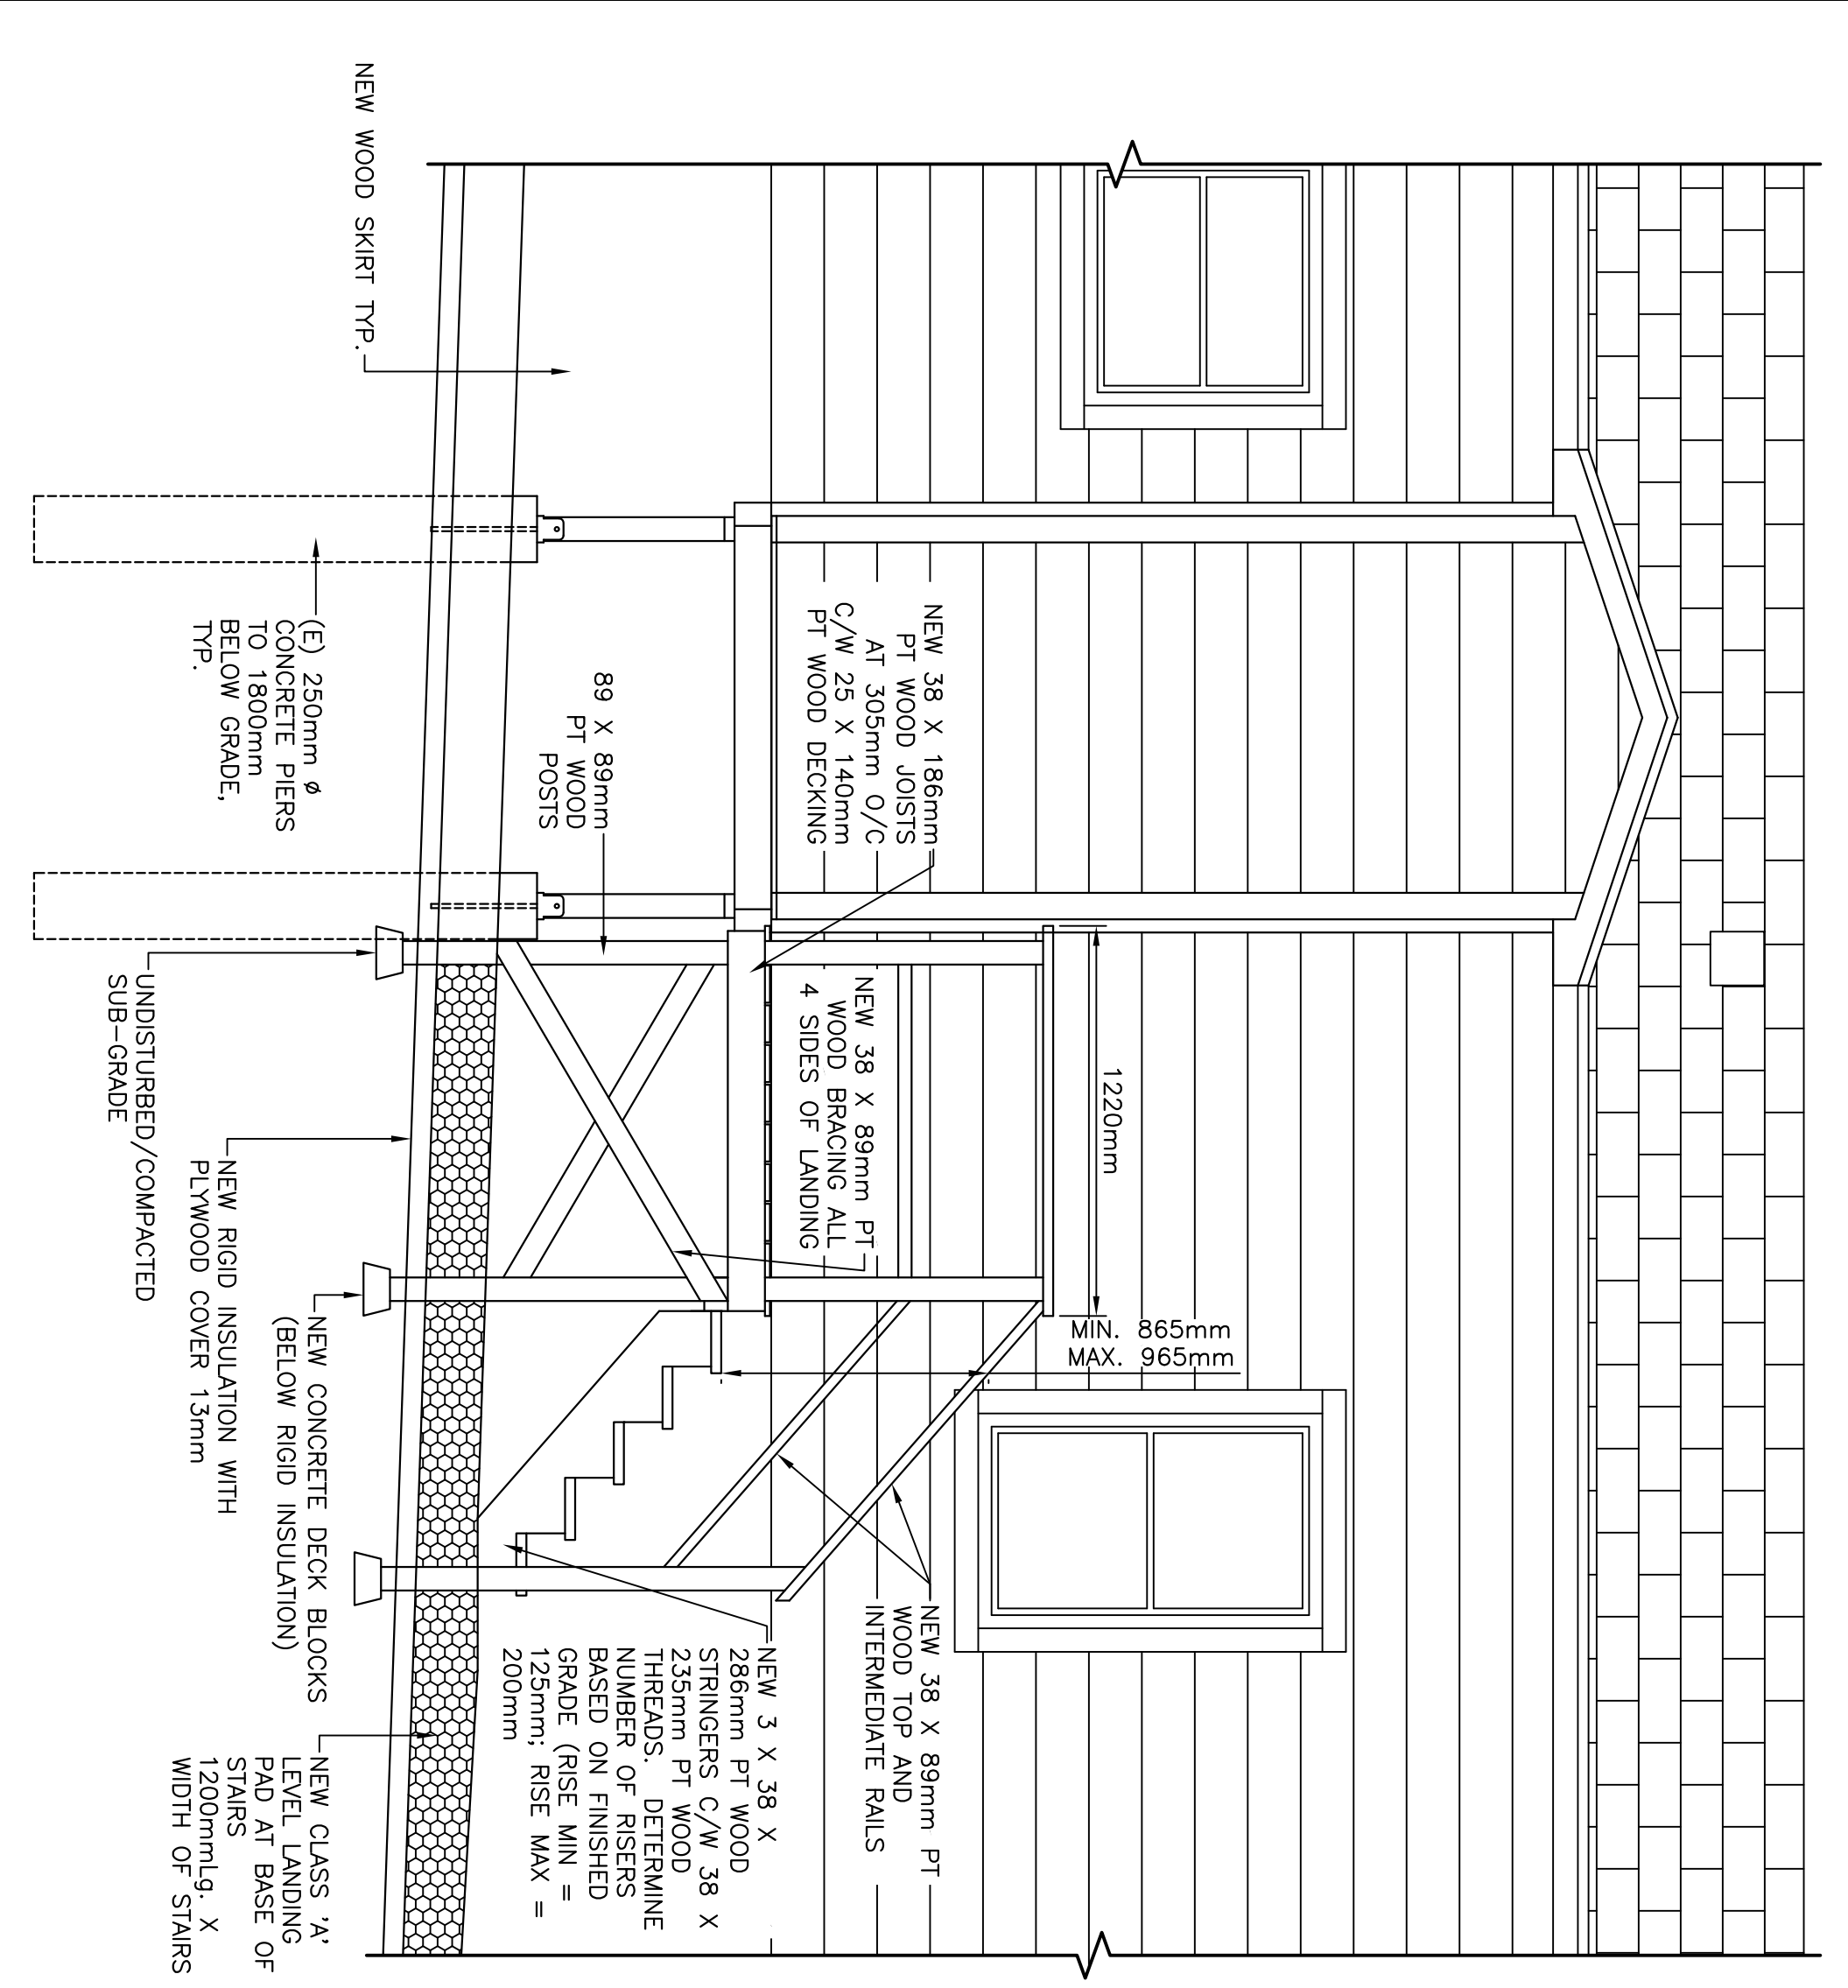 1220mm
MIN. 865mm
MAX. 965mm
NEW 38 X 186mm
PT WOOD JOISTS
AT 305mm O/C
C/W 25 X 140mm
PT WOOD DECKING
NEW 38 X 89mm PT
WOOD BRACING ALL
4 SIDES OF LANDING
NEW 38 X 89mm PT
WOOD TOP AND
INTERMEDIATE RAILS
89 X 89mm
PT WOOD
POSTS
NEW 3 X 38 X
286mm PT WOOD
STRINGERS C/W 38 X
235mm PT WOOD
THREADS. DETERMINE
NUMBER OF RISERS
BASED ON FINISHED
GRADE (RISE MIN =
125mm; RISE MAX =
200mm
NEW WOOD SKIRT TYP.
(E) 250mm Ø
CONCRETE PIERS
TO 1800mm
BELOW GRADE,
TYP.
UNDISTURBED/COMPACTED
SUB-GRADE
NEW RIGID INSULATION WITH
PLYWOOD COVER 13mm
NEW CONCRETE DECK BLOCKS
(BELOW RIGID INSULATION)
NEW CLASS 'A'
LEVEL LANDING
PAD AT BASE OF
STAIRS
1200mmLg. X
WIDTH OF STAIRS